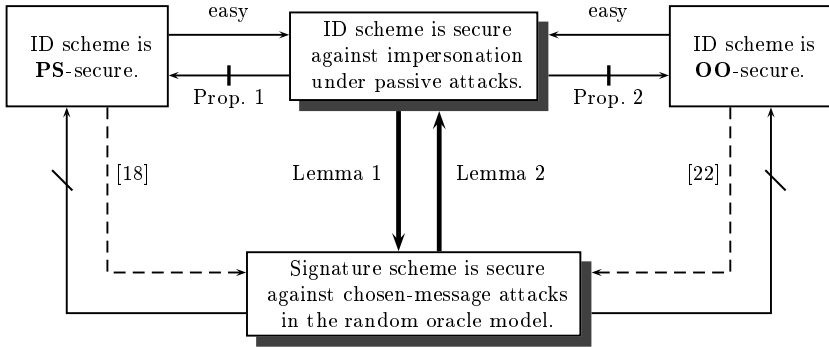 ID scheme is
PS-secure.
easy
Prop. 1
ID scheme is secure
against impersonation
under passive attacks.
easy
Prop. 2
ID scheme is
OO-secure.
[18]
Lemma 1
Lemma 2
[22]
Signature scheme is secure
against chosen-message attacks
in the random oracle model.